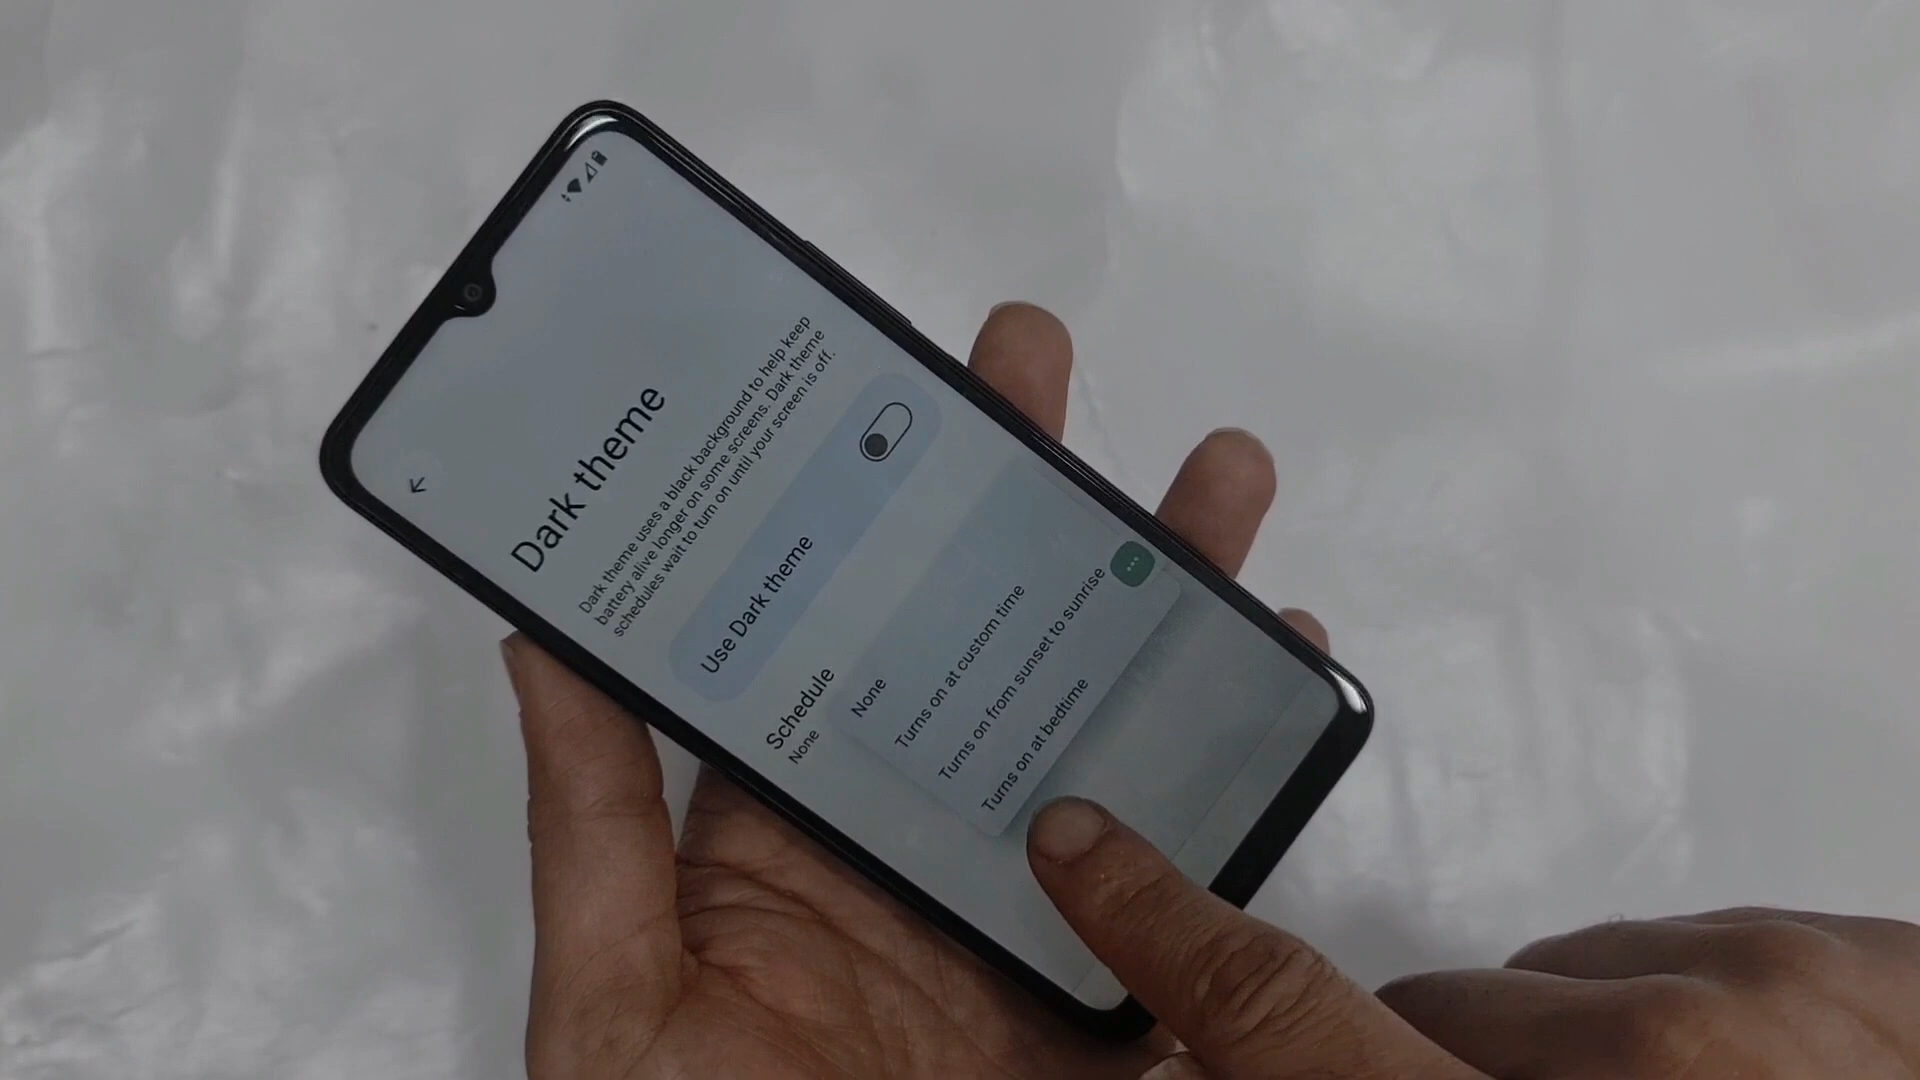 Dark theme
Dark theme uses a black background to help keep
battery alive longer on some screens. Dark theme
schedules wait to turn on until your screen is off.
Use Dark theme
Schedule
None
None
Turns on at custom time
Turns on from sunset to sunrise
Turns on at bedtime